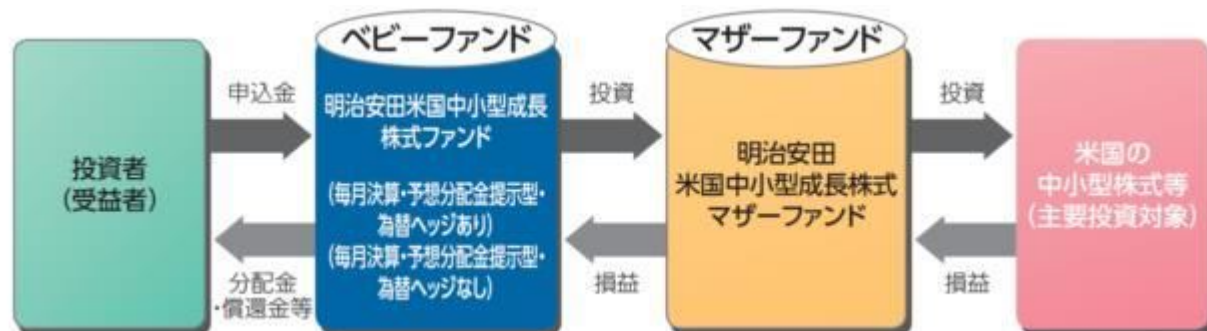 ベビーファンド
マザーファンド
投資者
(受益者)
申込金
分配金
・償還金等
明治安田米国中小型成長
株式ファンド
(毎月決算・予想分配金提示型・
為替ヘッジあり)
(毎月決算・予想分配金提示型・
為替ヘッジなし)
投資
損益
明治安田
米国中小型成長株式
マザーファンド
投資
損益
米国の
中小型株式等
(主要投資対象)